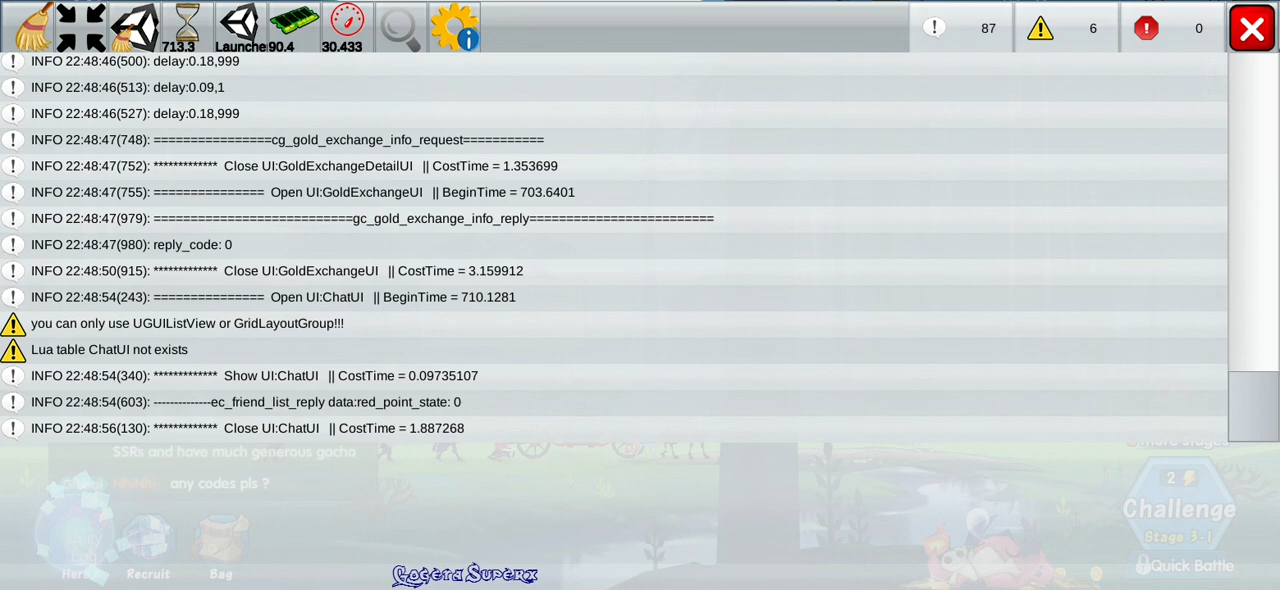 87
6
0
713.3
Launche
90.4
30.433
INFO 22:48:46(500): delay:0.18,999
INFO 22:48:46(513): delay:0.09,1
INFO 22:48:46(527): delay:0.18,999
INFO 22:48:47(748): ================cg_gold_exchange_info_request===========
INFO 22:48:47(752): ************* Close UI:GoldExchangeDetailUI || CostTime = 1.353699
INFO 22:48:47(755): =============== Open UI:GoldExchangeUI || BeginTime = 703.6401
INFO 22:48:47(979): ===========================gc_gold_exchange_info_reply=========================
INFO 22:48:47(980): reply_code: 0
INFO 22:48:50(915): ************* Close UI:GoldExchangeUI || CostTime = 3.159912
INFO 22:48:54(243): =============== Open UI:ChatUI || BeginTime = 710.1281
you can only use UGUIListView or GridLayoutGroup!!!
Lua table ChatUI not exists
INFO 22:48:54(340): ************* Show UI:ChatUI || CostTime = 0.09735107
INFO 22:48:54(603): --------------ec_friend_list_reply data:red_point_state: 0
INFO 22:48:56(130): ************* Close UI:ChatUI || CostTime = 1.887268
more stages
SSRs and have much generous gacha
any codes pls ?
2
Challenge
Stage 3-1
Quick Battle
Recruit
Bag
Gogeta Superx